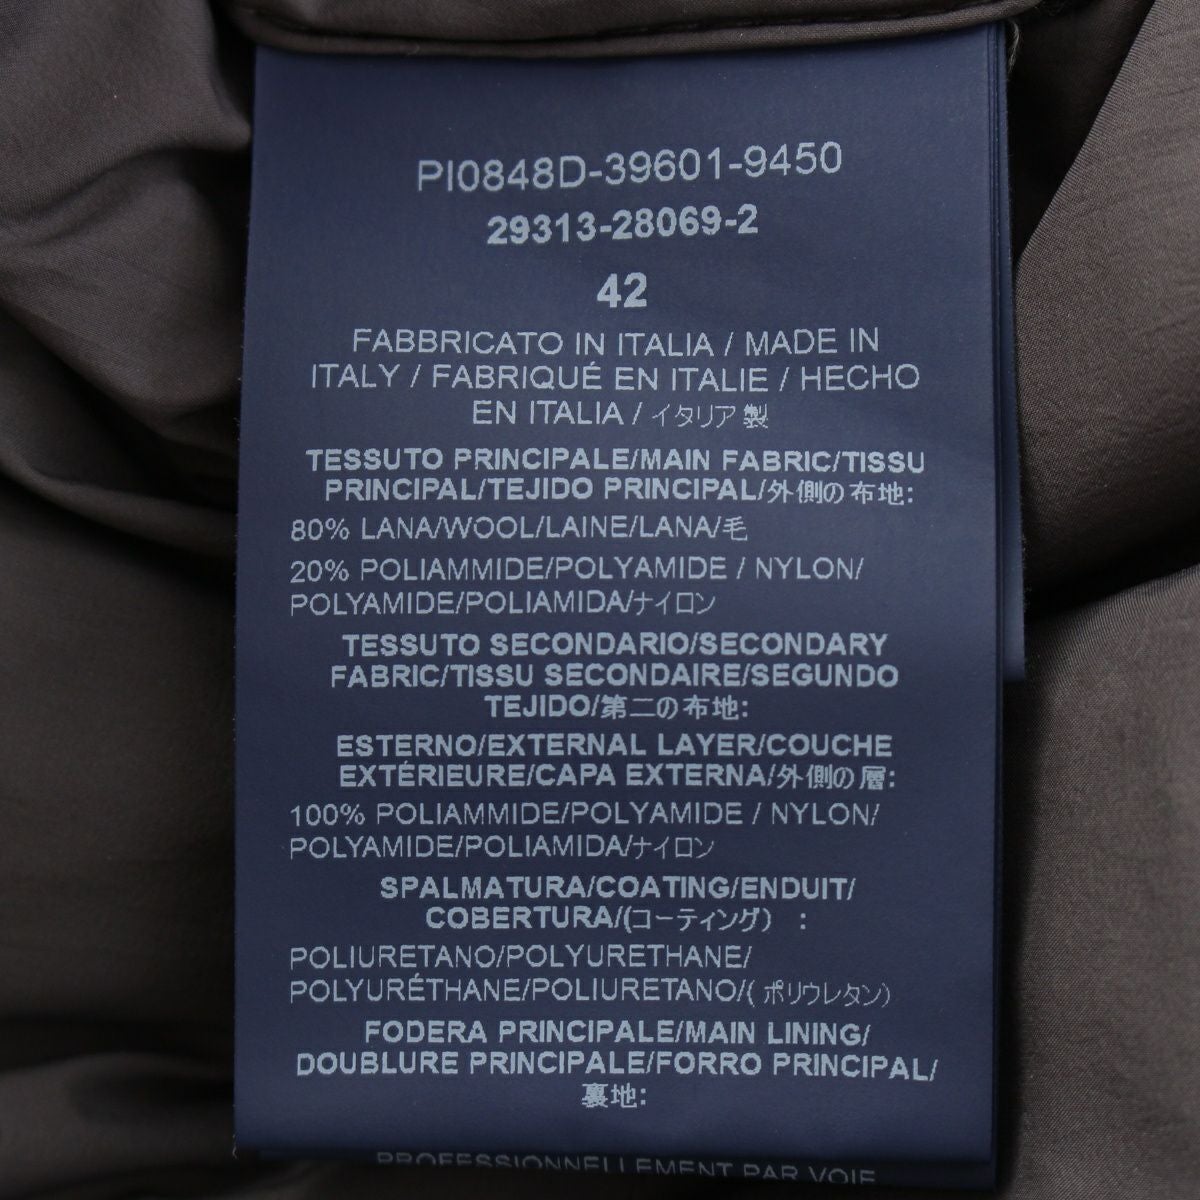 PI0848D-39601-9450
29313-28069-2
42
FABBRICATO IN ITALIA / MADE IN
ITALY / FABRIQUÉ EN ITALIE / HECHO
EN ITALIA / イタリア製
TESSUTO PRINCIPALE/MAIN FABRIC/TISSU
PRINCIPAL/TEJIDO PRINCIPAL/外側の布地:
80% LANA/WOOL/LAINE/LANA/毛
20% POLIAMMIDE/POLYAMIDE / NYLON/
POLYAMIDE/POLIAMIDA/ナイロン
TESSUTO SECONDARIO/SECONDARY
FABRIC/TISSU SECONDAIRE/SEGUNDO
TEJIDO/第二の布地:
ESTERNO/EXTERNAL LAYER/COUCHE
EXTÉRIEURE/CAPA EXTERNA/外側の層:
100% POLIAMMIDE/POLYAMIDE / NYLON/
POLYAMIDE/POLIAMIDA/ナイロン
SPALMATURA/COATING/ENDUIT/
COBERTURA/(コーティング) :
POLIURETANO/POLYURETHANE/
POLYURÉTHANE/POLIURETANO/( ポリウレタン)
FODERA PRINCIPALE/MAIN LINING/
DOUBLURE PRINCIPALE/FORRO PRINCIPAL/
裏地:
PROFESSIONNELLEMENT PAR VOIE